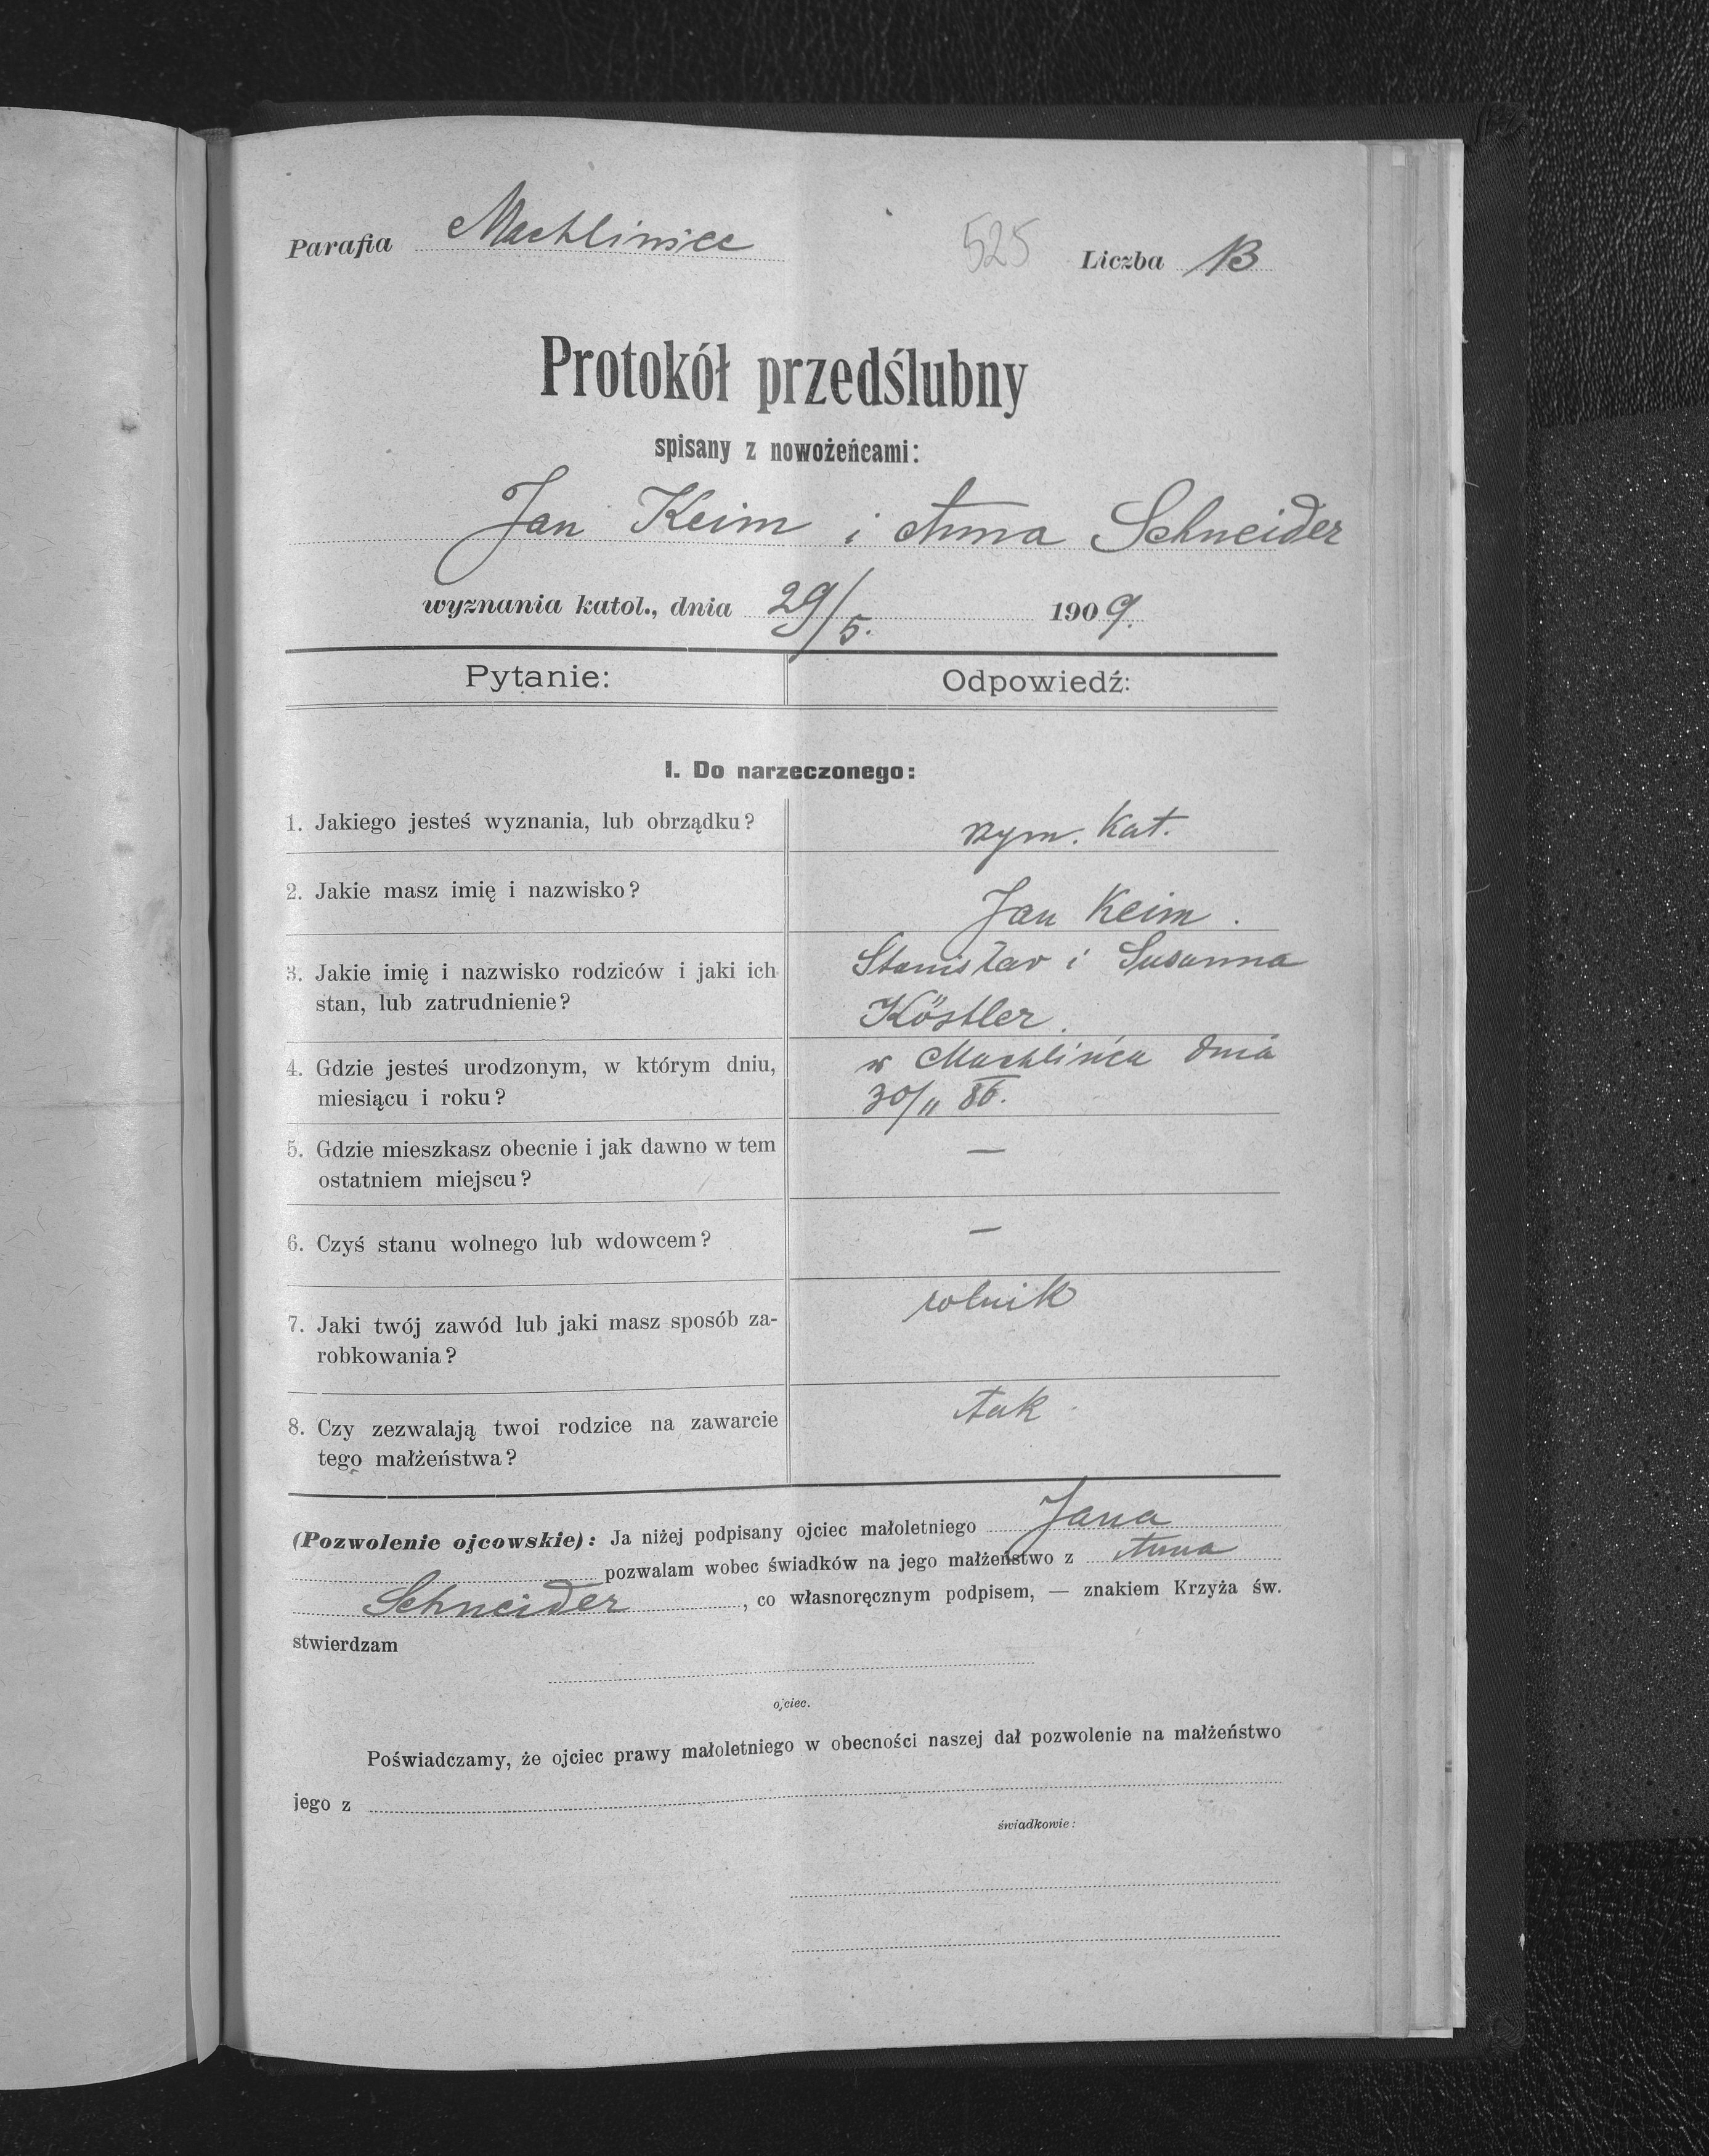 Parafia Machliniec 525 Liczba 13
Protokół przedślubny
spisany z nowożeńcami:
Jan Keim i Anna Schneider
wyznania katol., dnia 29/5. 1909.
Pytanie: Odpowiedź:
I. Do narzeczonego:
1. Jakiego jesteś wyznania, lub obrządku? rzym. kat.
2. Jakie masz imię i nazwisko? Jan Keim.
3. Jakie imię i nazwisko rodziców i jaki ich Stanisław i Susanna
stan, lub zatrudnienie? Köstler.
4. Gdzie jesteś urodzonym, w którym dniu, w Machlińcu dnia
miesiącu i roku? 30/11 86.
5. Gdzie mieszkasz obecnie i jak dawno w tem —
ostatniem miejscu?
6. Czyś stanu wolnego lub wdowcem? —
7. Jaki twój zawód lub jaki masz sposób za- rolnik
robkowania?
8. Czy zezwalają twoi rodzice na zawarcie tak
tego małżeństwa?
(Pozwolenie ojcowskie): Ja niżej podpisany ojciec małoletniego Jana
pozwalam wobec świadków na jego małżeństwo z Anna
Schneider, co własnoręcznym podpisem, — znakiem Krzyża św.
stwierdzam
ojciec.
Poświadczamy, że ojciec prawy małoletniego w obecności naszej dał pozwolenie na małżeństwo
jego z
świadkowie: